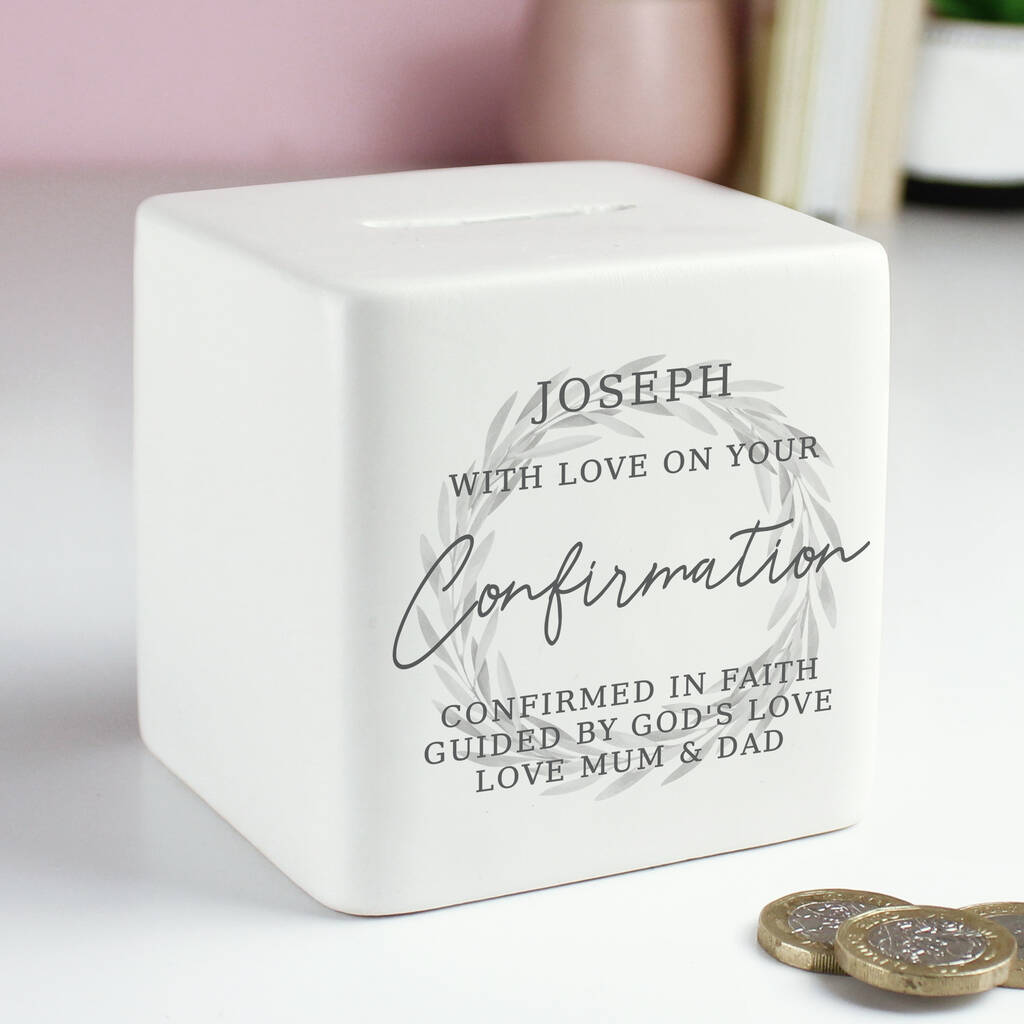 JOSEPH
WITH LOVE ON YOUR
Confirmation
CONFIRMED IN FAITH
GUIDED BY GOD'S LOVE
LOVE MUM & DAD